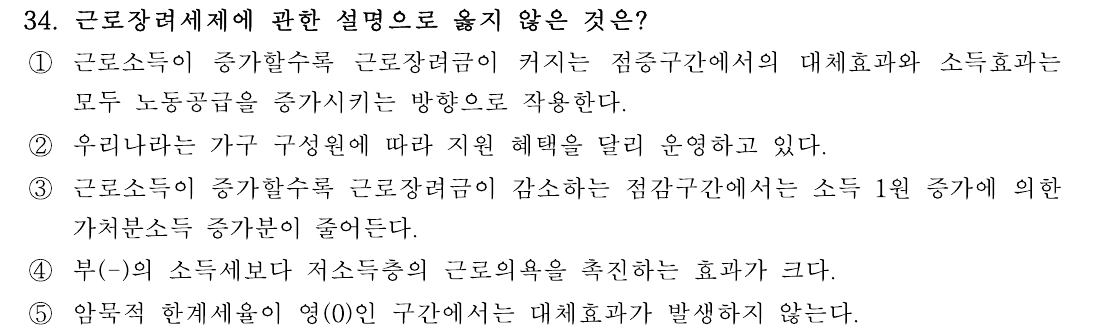 34. 근로장려세제에 관한 설명으로 옳지 않은 것은?
① 근로소득이 증가할수록 근로장려금이 커지는 점증구간에서의 대체효과와 소득효과는
모두 노동공급을 증가시키는 방향으로 작용한다.
② 우리나라는 가구 구성원에 따라 지원 혜택을 달리 운영하고 있다.
③ 근로소득이 증가할수록 근로장려금이 감소하는 점감구간에서는 소득 1원 증가에 의한
가처분소득 증가분이 줄어든다.
④ 부(-)의 소득세보다 저소득층의 근로의욕을 촉진하는 효과가 크다.
⑤ 암묵적 한계세율이 영(0)인 구간에서는 대체효과가 발생하지 않는다.